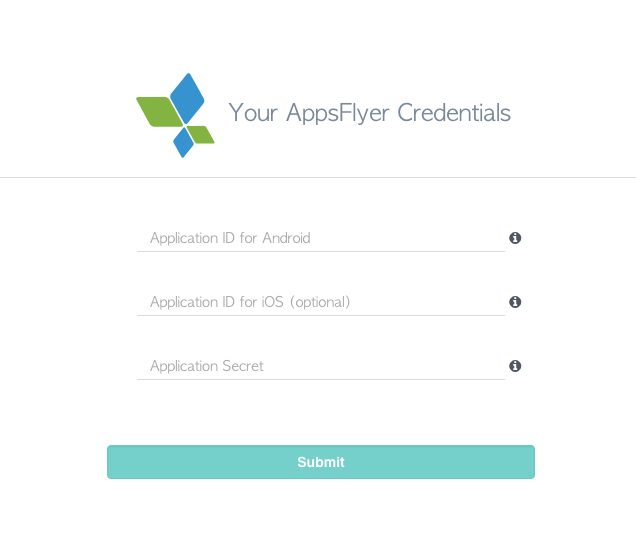 Your AppsFlyer Credentials
Application ID for Android
Application ID for iOS (optional)
Application Secret
Submit